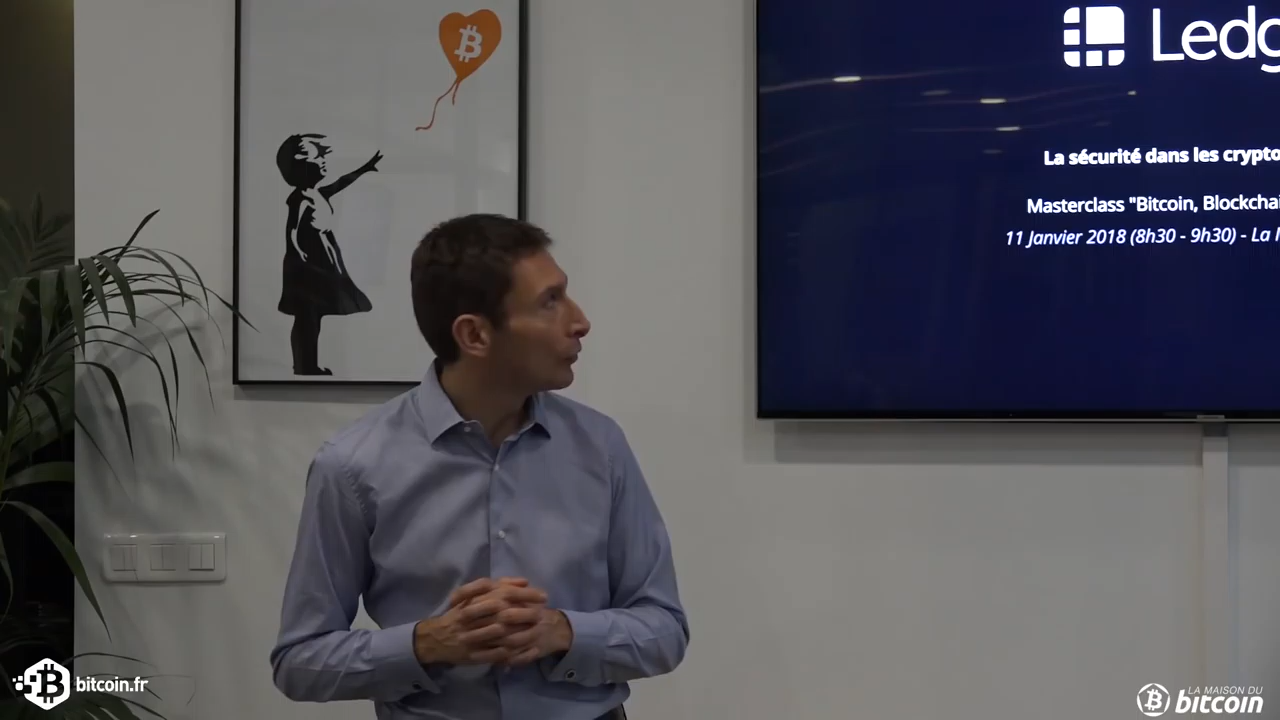 Ledg
La sécurité dans les crypto
Masterclass "Bitcoin, Blockchai
11 Janvier 2018 (8h30 - 9h30) - La
bitcoin.fr
LA MAISON DU
bitcoin